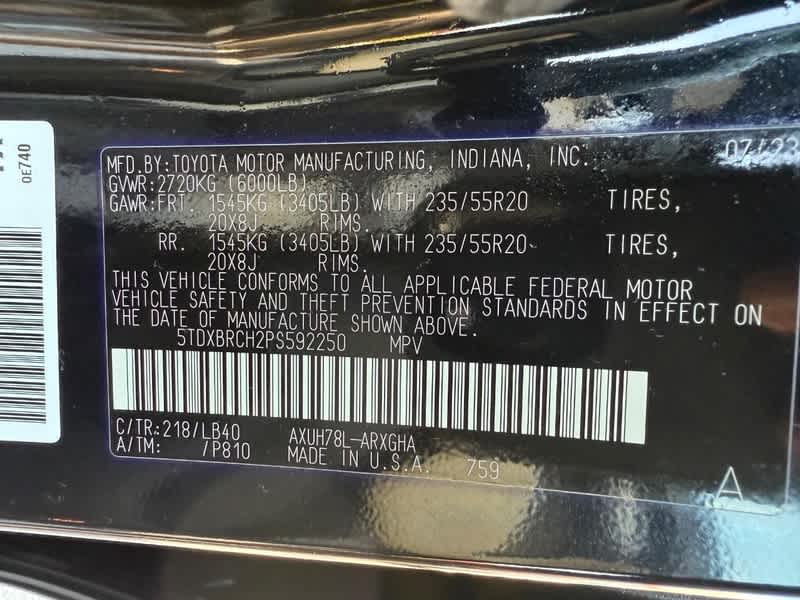 OE740
MFD.BY:TOYOTA MOTOR MANUFACTURING, INDIANA, INC. 07/23
GVWR:2720KG (6000LB)
GAWR:FRT. 1545KG (3405LB) WITH 235/55R20 TIRES,
20X8J RIMS.
RR. 1545KG (3405LB) WITH 235/55R20 TIRES,
20X8J RIMS.
THIS VEHICLE CONFORMS TO ALL APPLICABLE FEDERAL MOTOR
VEHICLE SAFETY AND THEFT PREVENTION STANDARDS IN EFFECT ON
THE DATE OF MANUFACTURE SHOWN ABOVE.
5TDXBRCH2PS592250 MPV
C/TR:218/LB40 AXUH78L-ARXGHA
A/TM: /P810 MADE IN U.S.A. 759
A